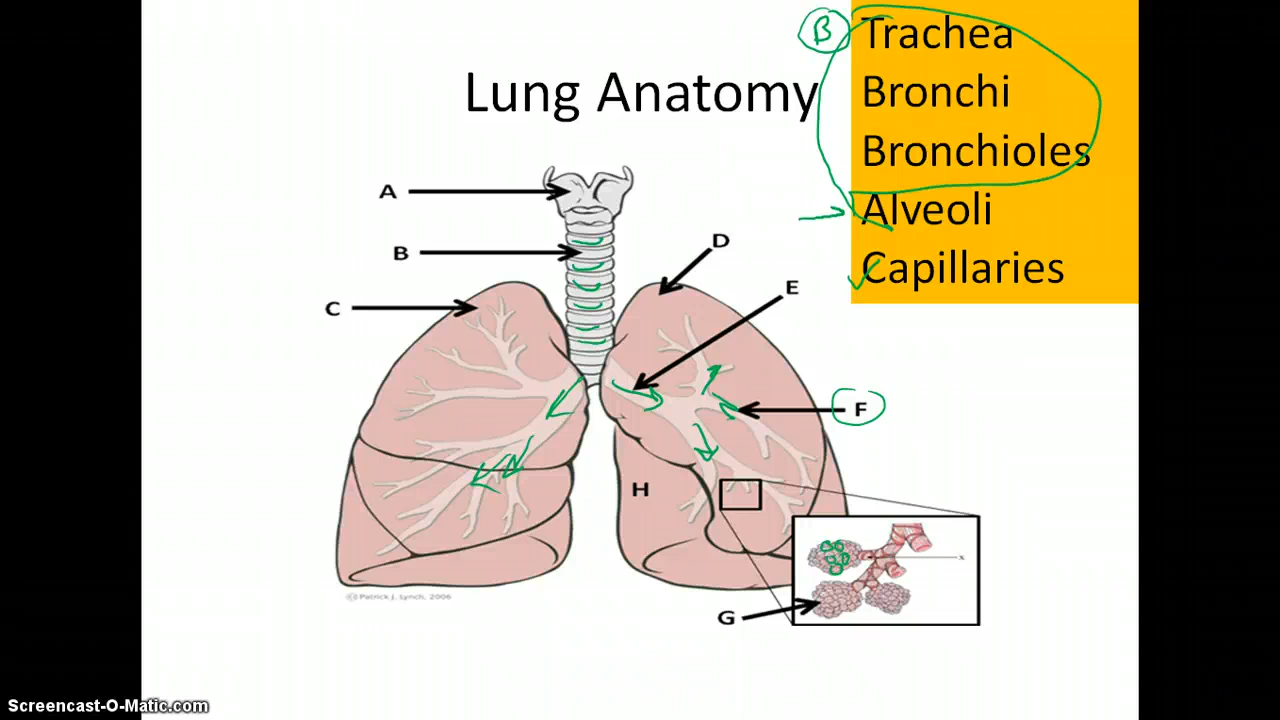 B
Trachea
Lung Anatomy
Bronchi
Bronchioles
Alveoli
Capillaries
A
B
C
D
E
F
H
x
G
©Patrick J. Lynch, 2006
Screencast-O-Matic.com